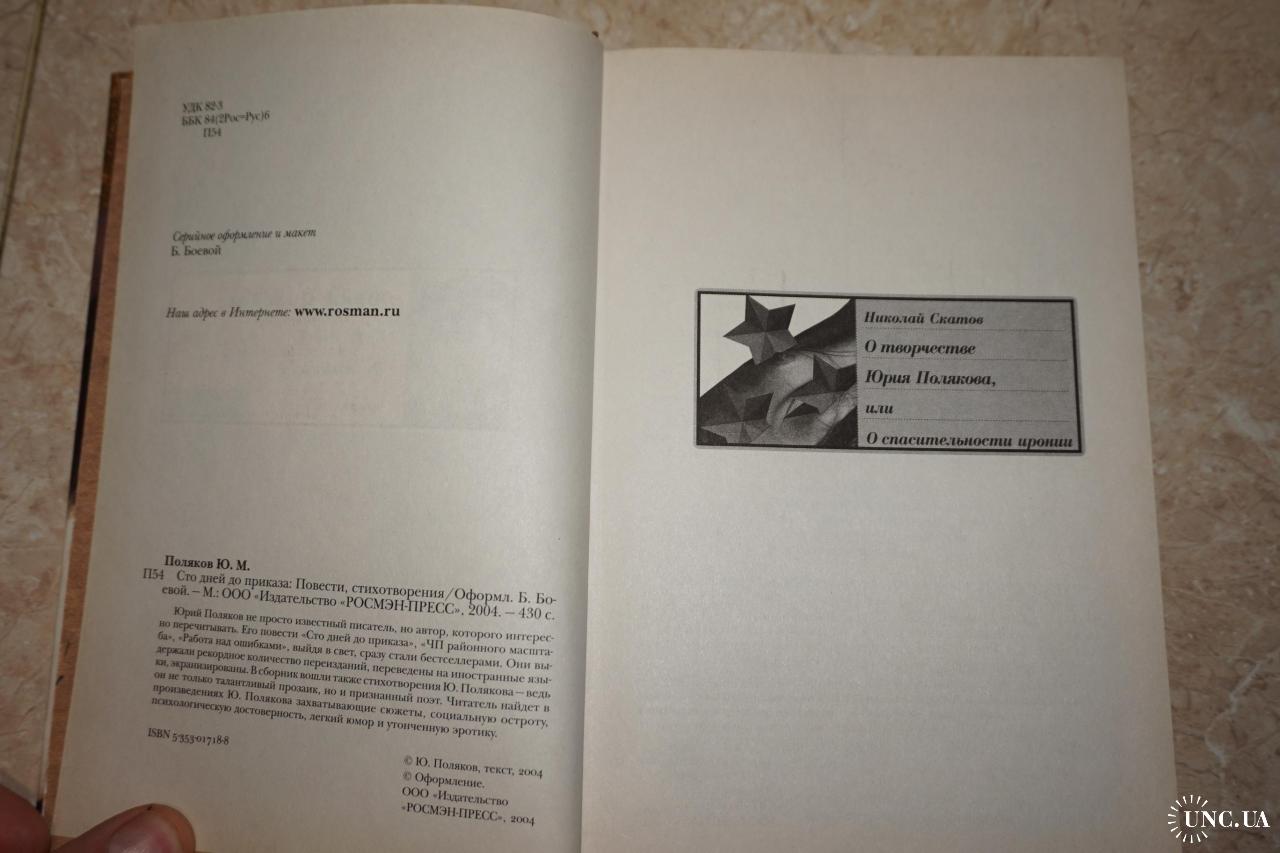 УДК 82-3
ББК 84(2Рос=Рус)6
П54
Серийное оформление и макет
Б. Боевой
Наш адрес в Интернете: www.rosman.ru
Поляков Ю. М.
П54 Сто дней до приказа: Повести, стихотворения/Оформл. Б. Бо-
евой. – М.: ООО «Издательство «РОСМЭН-ПРЕСС», 2004. – 430 с.
Юрий Поляков не просто известный писатель, но автор, которого интерес-
но перечитывать. Его повести «Сто дней до приказа», «ЧП районного масшта-
ба», «Работа над ошибками», выйдя в свет, сразу стали бестселлерами. Они вы-
держали рекордное количество переизданий, переведены на иностранные язы-
ки, экранизированы. В сборник вошли также стихотворения Ю. Полякова – ведь
он не только талантливый прозаик, но и признанный поэт. Читатель найдет в
произведениях Ю. Полякова захватывающие сюжеты, социальную остроту,
психологическую достоверность, легкий юмор и утонченную эротику.
ISBN 5-353-01718-8
© Ю. Поляков, текст, 2004
© Оформление.
ООО «Издательство
«РОСМЭН-ПРЕСС», 2004
Николай Скатов
О творчестве
Юрия Полякова,
или
О спасительности иронии
UNC.UA